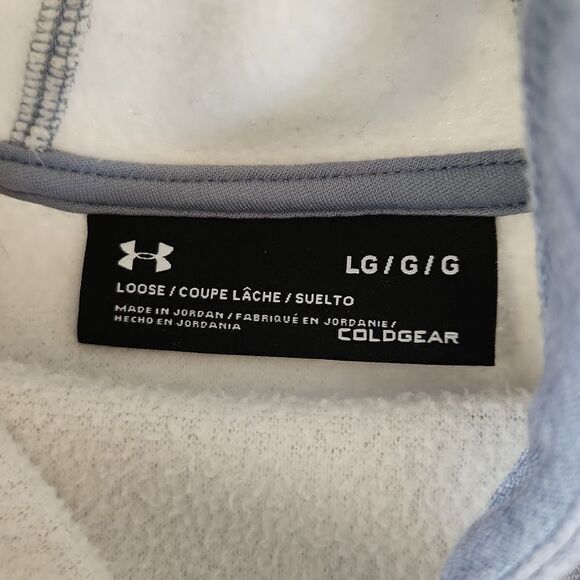 LG / G / G
LOOSE / COUPE LÂCHE / SUELTO
MADE IN JORDAN / FABRIQUÉ EN JORDANIE /
HECHO EN JORDANIA
COLDGEAR